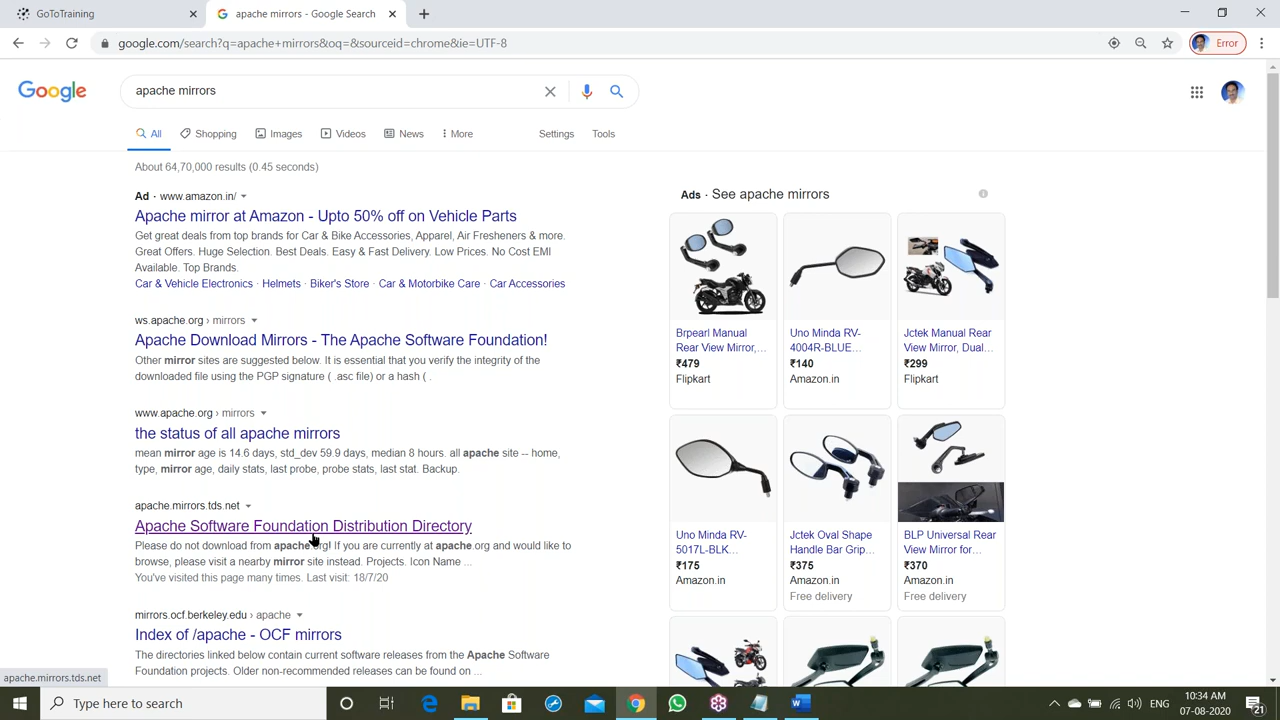 GoToTraining
apache mirrors - Google Search
google.com/search?q=apache+mirrors&oq=&sourceid=chrome&ie=UTF-8
Error
Google
apache mirrors
All
Shopping
Images
Videos
News
More
Settings
Tools
About 64,70,000 results (0.45 seconds)
Ad · www.amazon.in/
Apache mirror at Amazon - Upto 50% off on Vehicle Parts
Get great deals from top brands for Car & Bike Accessories, Apparel, Air Fresheners & more.
Great Offers. Huge Selection. Best Deals. Easy & Fast Delivery. Low Prices. No Cost EMI
Available. Top Brands.
Car & Vehicle Electronics · Helmets · Biker's Store · Car & Motorbike Care · Car Accessories
ws.apache.org › mirrors
Apache Download Mirrors - The Apache Software Foundation!
Other mirror sites are suggested below. It is essential that you verify the integrity of the
downloaded file using the PGP signature ( .asc file) or a hash ( .
www.apache.org › mirrors
the status of all apache mirrors
mean mirror age is 14.6 days, std_dev 59.9 days, median 8 hours. all apache site -- home,
type, mirror age, daily stats, last probe, probe stats, last stat. Backup.
apache.mirrors.tds.net
Apache Software Foundation Distribution Directory
Please do not download from apache.org! If you are currently at apache.org and would like to
browse, please visit a nearby mirror site instead. Projects. Icon Name ...
You've visited this page many times. Last visit: 18/7/20
mirrors.ocf.berkeley.edu › apache
Index of /apache - OCF mirrors
The directories linked below contain current software releases from the Apache Software
Foundation projects. Older non-recommended releases can be found on ...
Ads · See apache mirrors
Brpearl Manual
Rear View Mirror,...
₹479
Flipkart
Uno Minda RV-
4004R-BLUE...
₹140
Amazon.in
Jctek Manual Rear
View Mirror, Dual...
₹299
Flipkart
Uno Minda RV-
5017L-BLK...
₹175
Amazon.in
Jctek Oval Shape
Handle Bar Grip...
₹375
Amazon.in
Free delivery
BLP Universal Rear
View Mirror for...
₹370
Amazon.in
Free delivery
apache.mirrors.tds.net
Type here to search
ENG
10:34 AM
07-08-2020
21